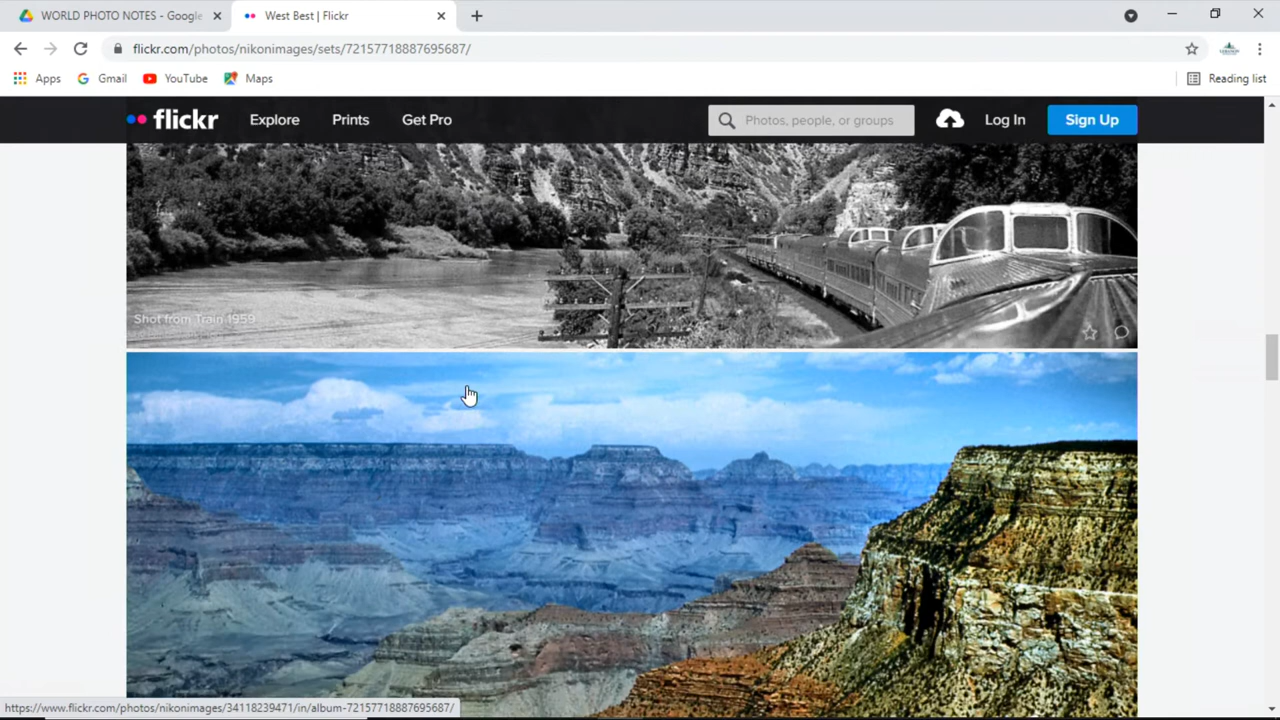 WORLD PHOTO NOTES - Google
West Best | Flickr
flickr.com/photos/nikonimages/sets/72157718887695687/
Apps
Gmail
YouTube
Maps
Reading list
flickr
Explore
Prints
Get Pro
Photos, people, or groups
Log In
Sign Up
Shot from Train 1959
https://www.flickr.com/photos/nikonimages/34118239471/in/album-72157718887695687/